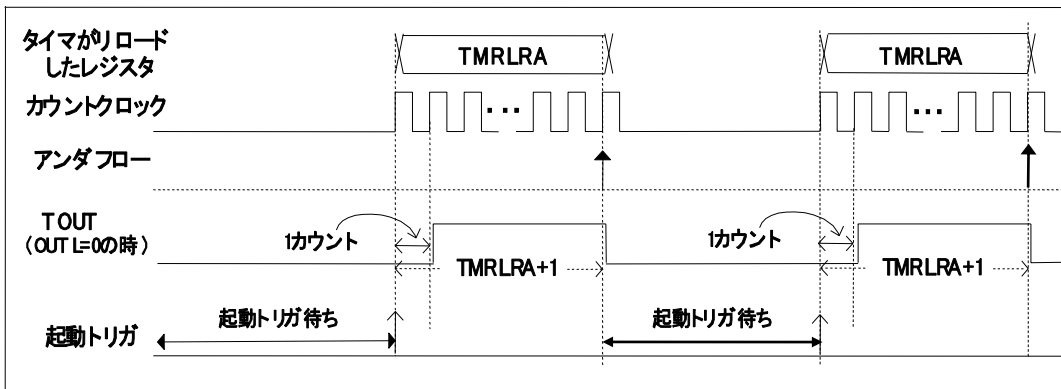 タイマがリロード
したレジスタ
TMRLRA
TMRLRA
カウントクロック
アンダフロー
TOUT
(OUTL=0の時)
1カウント
1カウント
TMRLRA+1
TMRLRA+1
起動トリガ待ち
起動トリガ待ち
起動トリガ